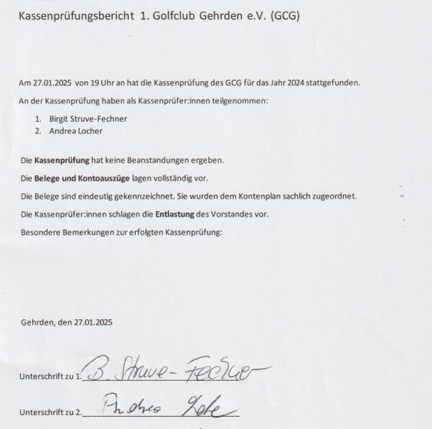 Kassenprüfungsbericht 1. Golfclub Gehrden e.V. (GCG)
Am 27.01.2025 von 19 Uhr an hat die Kassenprüfung des GCG für das Jahr 2024 stattgefunden.
An der Kassenprüfung haben als Kassenprüfer:innen teilgenommen:
1. Birgit Struve-Fechner
2. Andrea Locher
Die Kassenprüfung hat keine Beanstandungen ergeben.
Die Belege und Kontoauszüge lagen vollständig vor.
Die Belege sind eindeutig gekennzeichnet. Sie wurden dem Kontenplan sachlich zugeordnet.
Die Kassenprüfer:innen schlagen die Entlastung des Vorstandes vor.
Besondere Bemerkungen zur erfolgten Kassenprüfung:
Gehrden, den 27.01.2025
Unterschrift zu 1. B. Struve-Fechner
Unterschrift zu 2. Andrea